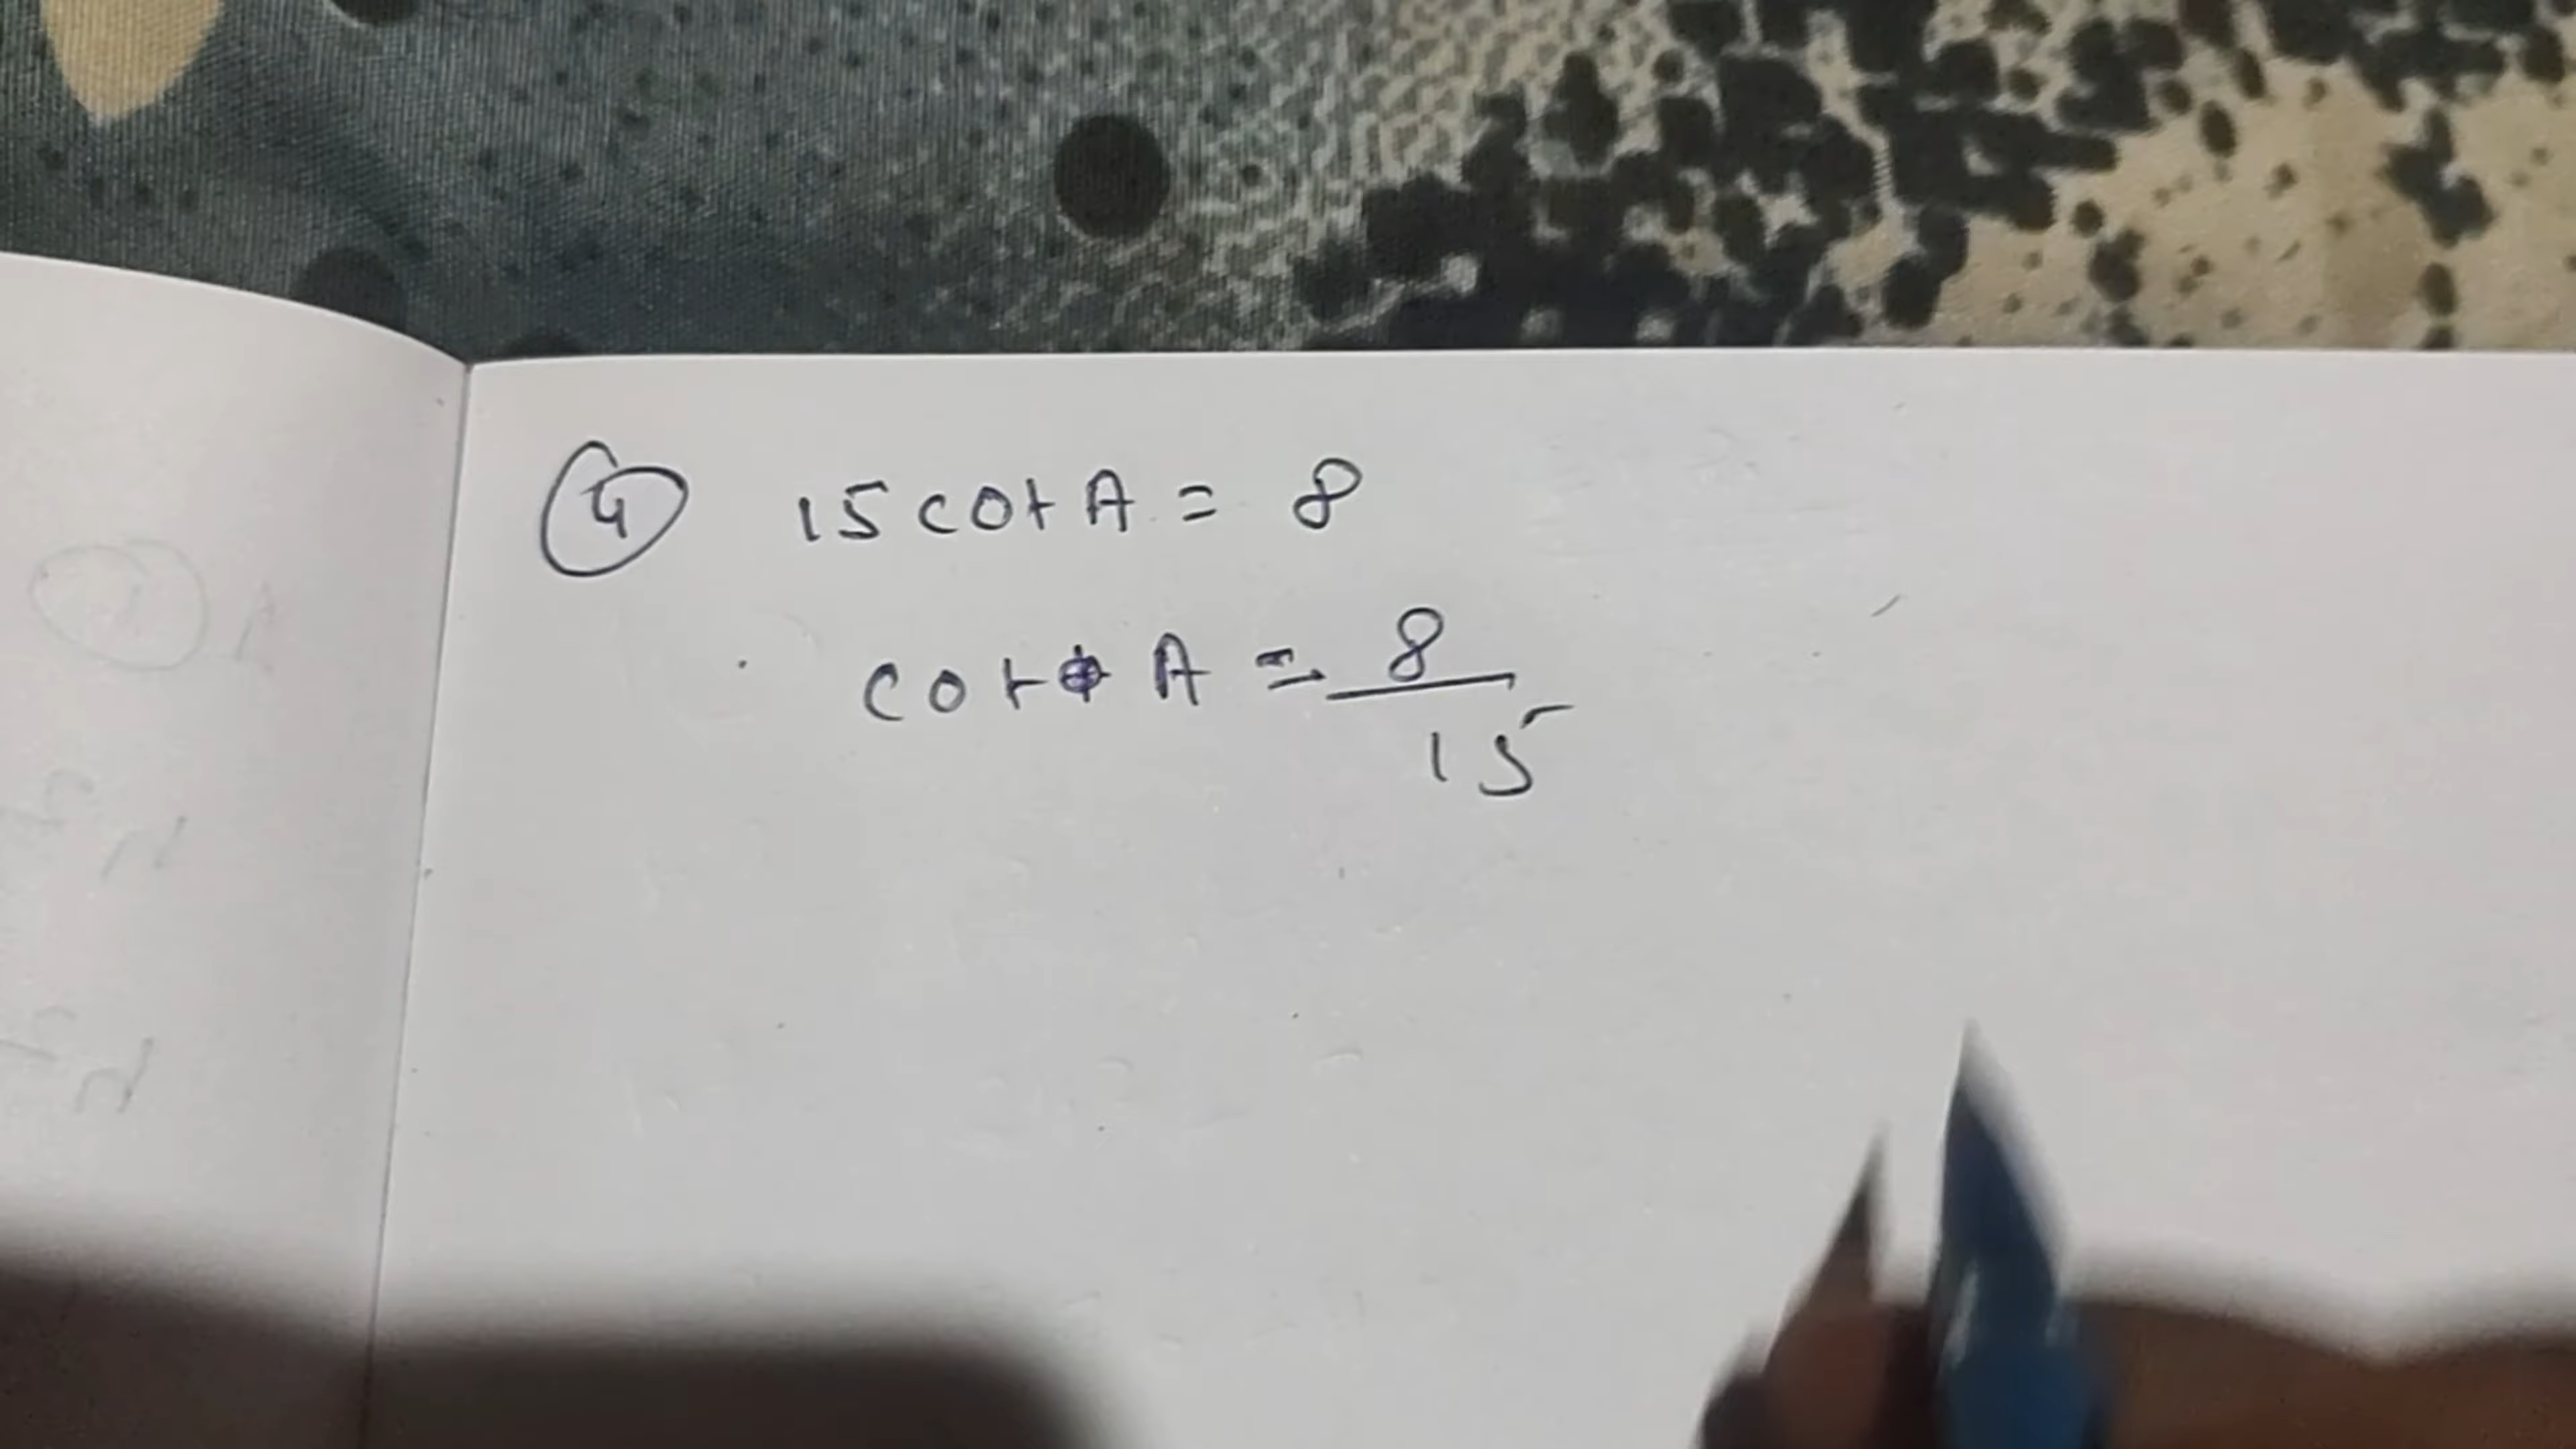 ④ 15 cot A = 8
cot A = 8/15